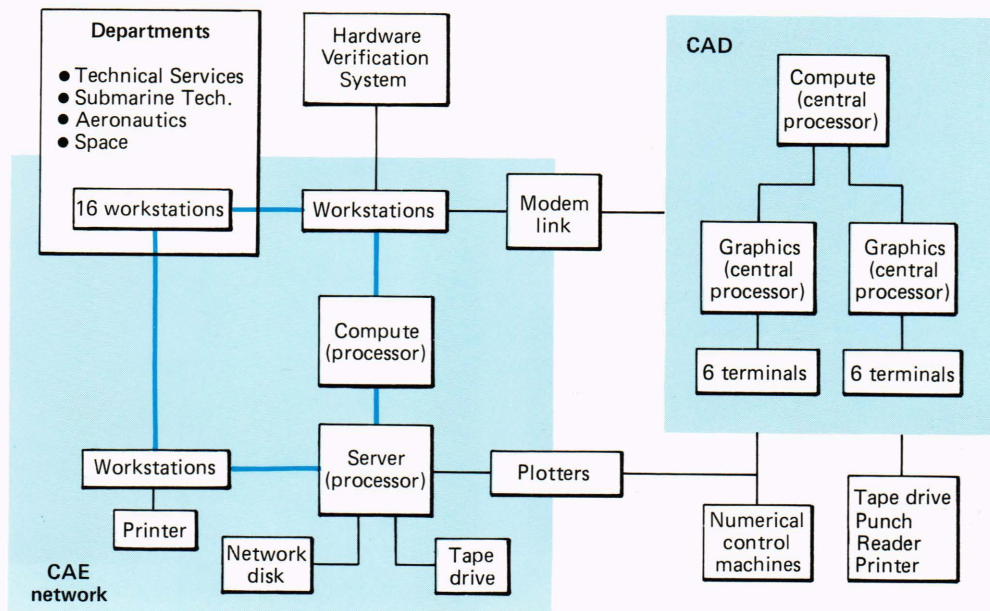 Departments
● Technical Services
● Submarine Tech.
● Aeronautics
● Space
16 workstations
Hardware
Verification
System
Workstations
Modem
link
Compute
(processor)
Workstations
Printer
Server
(processor)
Network
disk
Tape
drive
Plotters
CAE
network
CAD
Compute
(central
processor)
Graphics
(central
processor)
Graphics
(central
processor)
6 terminals
6 terminals
Numerical
control
machines
Tape drive
Punch
Reader
Printer